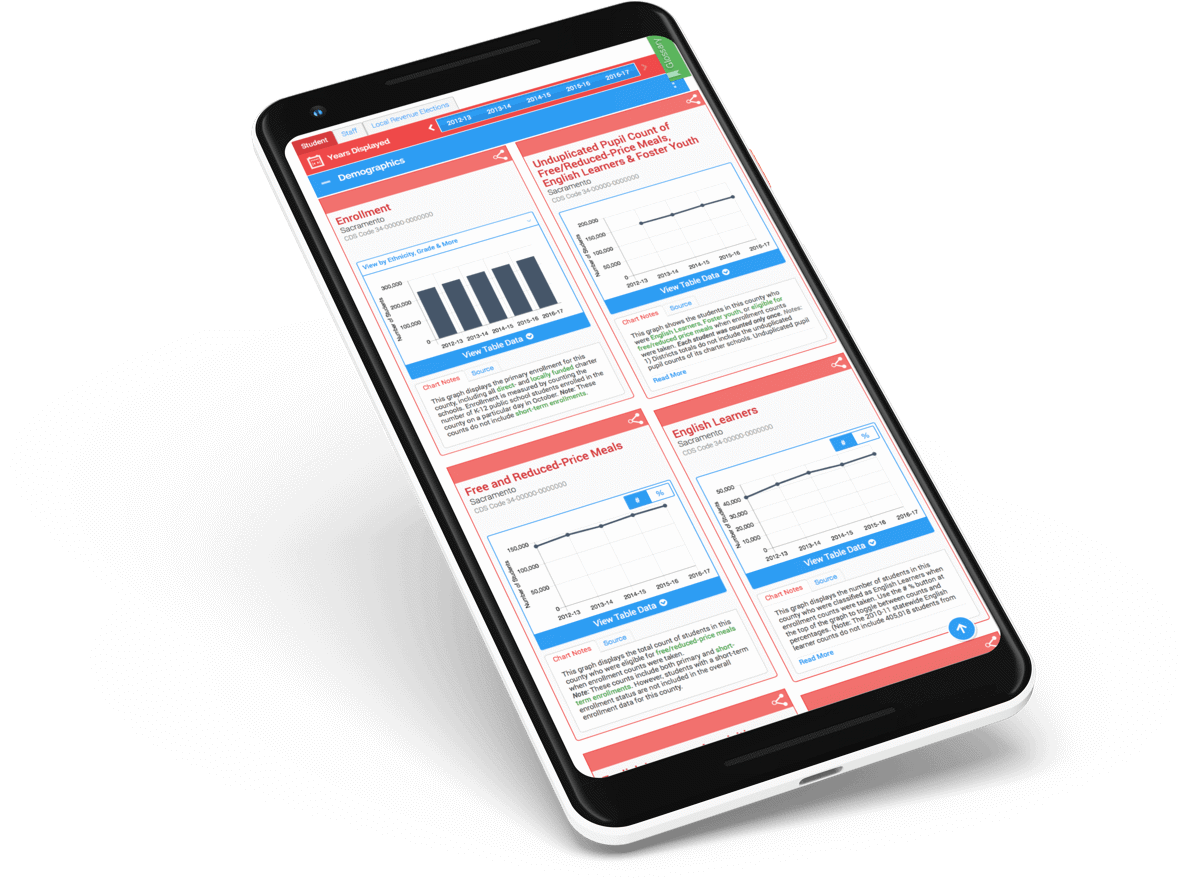 Glossary
Student
Staff
Local Revenue Elections
Years Displayed
2012-13
2013-14
2014-15
2015-16
2016-17
Demographics
Enrollment
Sacramento
CDS Code 34-00000-0000000
View by Ethnicity, Grade & More
Number of Students
300,000
200,000
100,000
0
2012-13
2013-14
2014-15
2015-16
2016-17
View Table Data
Chart Notes
Source
This graph displays the primary enrollment for this
county, including all direct- and locally funded charter
schools. Enrollment is measured by counting the
number of K-12 public school students enrolled in the
county on a particular day in October. Note: These
counts do not include short-term enrollments.
Unduplicated Pupil Count of
Free/Reduced-Price Meals,
English Learners & Foster Youth
Sacramento
CDS Code 34-00000-0000000
Number of Students
200,000
150,000
100,000
50,000
0
2012-13
2013-14
2014-15
2015-16
2016-17
View Table Data
Chart Notes
Source
This graph shows the students in this county who
were English Learners, Foster youth, or eligible for
free/reduced price meals when enrollment counts
were taken. Each student was counted only once. Notes:
1) Districts totals do not include the unduplicated
pupil counts of its charter schools. Unduplicated pupil
Read More
Free and Reduced-Price Meals
Sacramento
CDS Code 34-00000-0000000
#
%
Number of Students
150,000
100,000
50,000
0
2012-13
2013-14
2014-15
2015-16
2016-17
View Table Data
Chart Notes
Source
This graph displays the total count of students in this
county who were eligible for free/reduced-price meals
when enrollment counts were taken.
Note: These counts include both primary and short-
term enrollments. However, students with a short-term
enrollment status are not included in the overall
enrollment data for this county.
English Learners
Sacramento
CDS Code 34-00000-0000000
#
%
Number of Students
50,000
40,000
30,000
20,000
10,000
0
2012-13
2013-14
2014-15
2015-16
2016-17
View Table Data
Chart Notes
Source
This graph displays the number of students in this
county who were classified as English Learners when
enrollment counts were taken. Use the # % button at
the top of the graph to toggle between counts and
percentages. (Note: The 2010-11 statewide English
learner counts do not include 405,018 students from
Read More